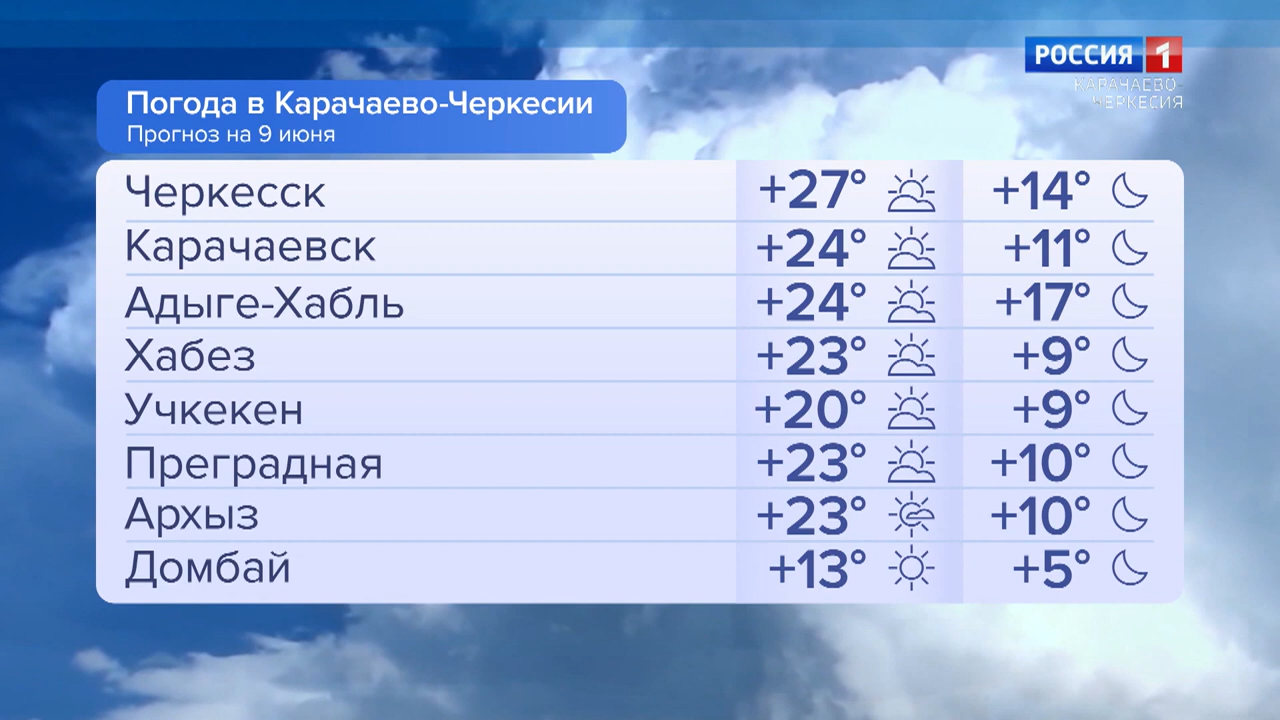 РОССИЯ 1
КАРАЧАЕВО-
ЧЕРКЕСИЯ
Погода в Карачаево-Черкесии
Прогноз на 9 июня
Черкесск +27° +14°
Карачаевск +24° +11°
Адыге-Хабль +24° +17°
Хабез +23° +9°
Учкекен +20° +9°
Преградная +23° +10°
Архыз +23° +10°
Домбай +13° +5°